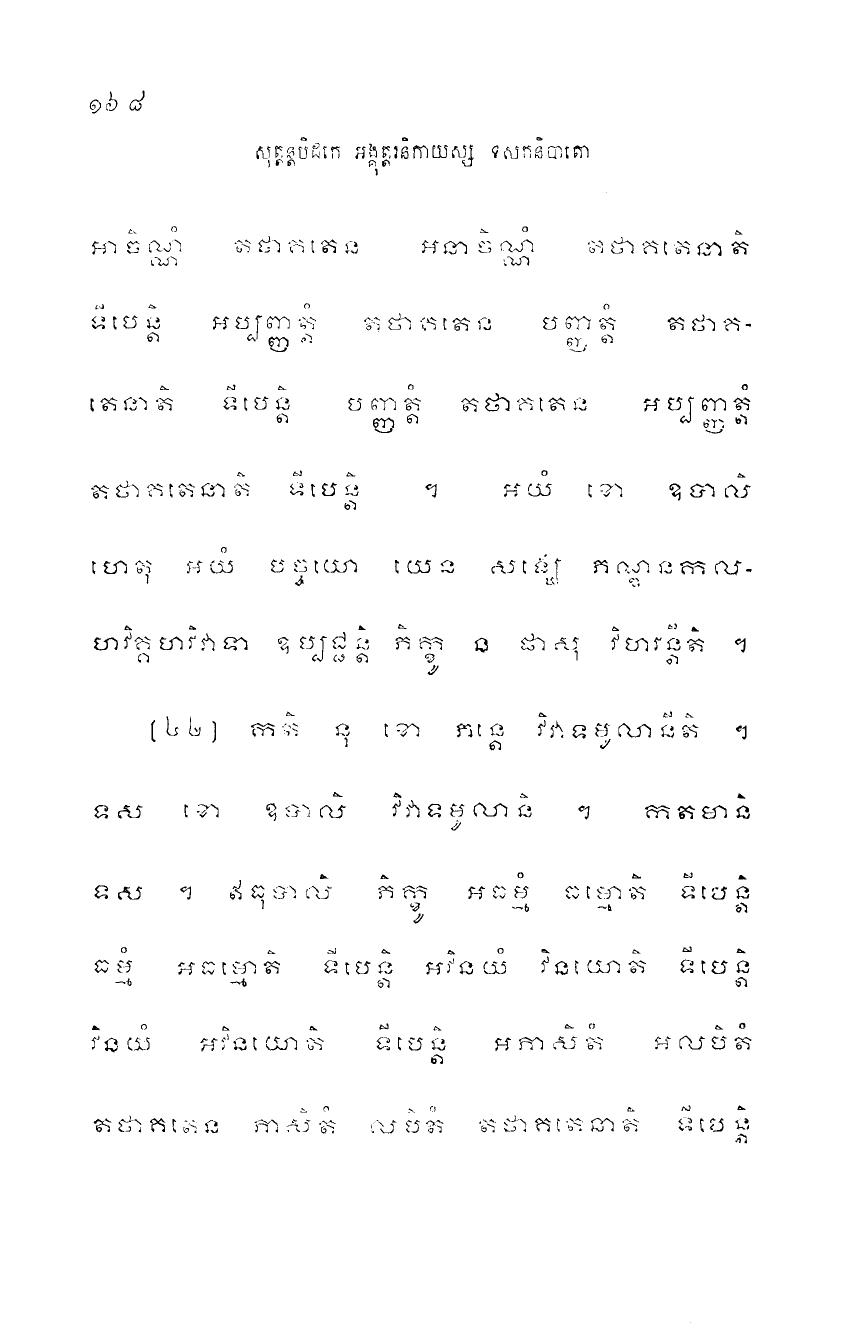 ១៦៨
សុត្តន្តបិដកេ អង្គុត្តរនិកាយស្ស ទសកនិបាតោ
អាចិណ្ណំ តថាគតេន អនាចិណ្ណំ តថាគតេនាតិ
ទីបេន្តិ អប្បញ្ញត្តំ តថាគតេន បញ្ញត្តំ តថាគ-
តេនាតិ ទីបេន្តិ បញ្ញត្តំ តថាគតេន អប្បញ្ញត្តំ
តថាគតេនាតិ ទីបេន្តិ ។ អយំ ខោ ឧបាលិ
ហេតុ អយំ បច្ចយោ យេន សង្ឃេ ភណ្ឌនកាល-
ហវិគ្គហវិវាទា ឧប្បជ្ជន្តិ ភិក្ខូ ន ផាសុ វិហរន្តីតិ ។
(៤២) កតិ នុ ខោ ភន្តេ វិវាទមូលានីតិ ។
ទស ខោ ឧបាលិ វិវាទមូលានិ ។ កតមានិ
ទស ។ ឥធុបាលិ ភិក្ខូ អធម្មំ ធម្មោតិ ទីបេន្តិ
ធម្មំ អធម្មោតិ ទីបេន្តិ អវិនយំ វិនយោតិ ទីបេន្តិ
វិនយំ អវិនយោតិ ទីបេន្តិ អភាសិតំ អលបិតំ
តថាគតេន ភាសិតំ លបិតំ តថាគតេនាតិ ទីបេន្តិ